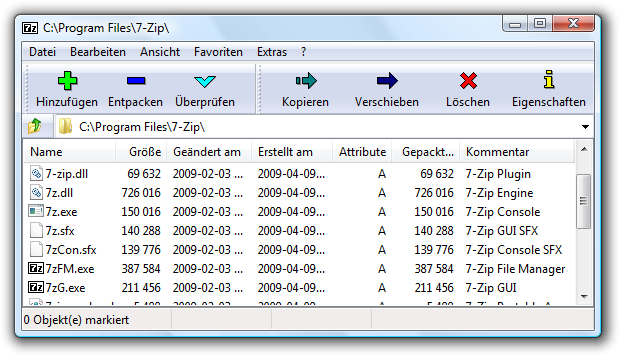 7z C:\Program Files\7-Zip\
Datei Bearbeiten Ansicht Favoriten Extras ?
Hinzufügen Entpacken Überprüfen Kopieren Verschieben Löschen Eigenschaften
C:\Program Files\7-Zip\
Name Größe Geändert am Erstellt am Attribute Gepackt... Kommentar
7-zip.dll 69 632 2009-02-03 ... 2009-04-09... A 69 632 7-Zip Plugin
7z.dll 726 016 2009-02-03 ... 2009-04-09... A 726 016 7-Zip Engine
7z.exe 150 016 2009-02-03 ... 2009-04-09... A 150 016 7-Zip Console
7z.sfx 140 288 2009-02-03 ... 2009-04-09... A 140 288 7-Zip GUI SFX
7zCon.sfx 139 776 2009-02-03 ... 2009-04-09... A 139 776 7-Zip Console SFX
7z 7zFM.exe 387 584 2009-02-03 ... 2009-04-09... A 387 584 7-Zip File Manager
7z 7zG.exe 211 456 2009-02-03 ... 2009-04-09... A 211 456 7-Zip GUI
0 Objekt(e) markiert